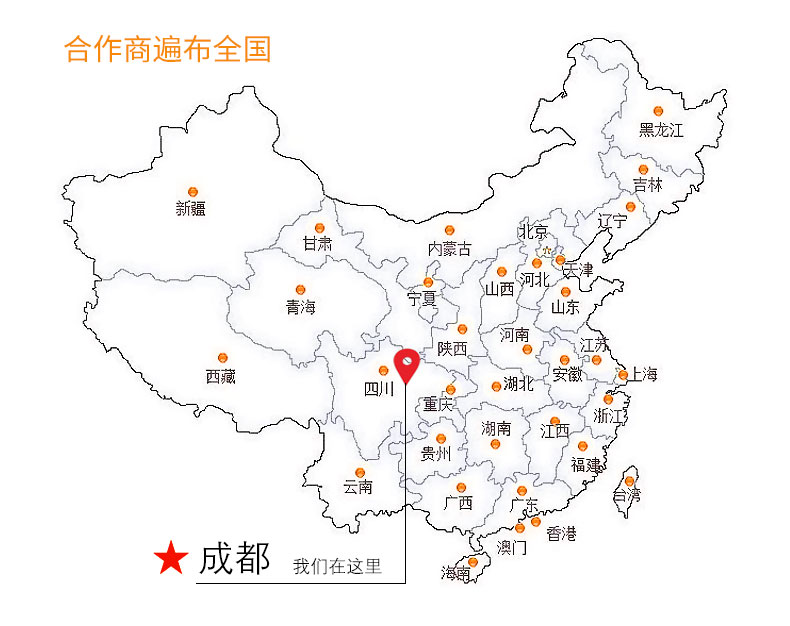 合作商遍布全国
黑龙江
吉林
新疆
辽宁
北京
甘肃
内蒙古
天津
河北
山西
宁夏
青海
山东
河南
江苏
陕西
西藏
安徽
上海
四川
湖北
重庆
浙江
湖南
江西
贵州
福建
云南
台湾
广西
广东
香港
澳门
成都 我们在这里
海南